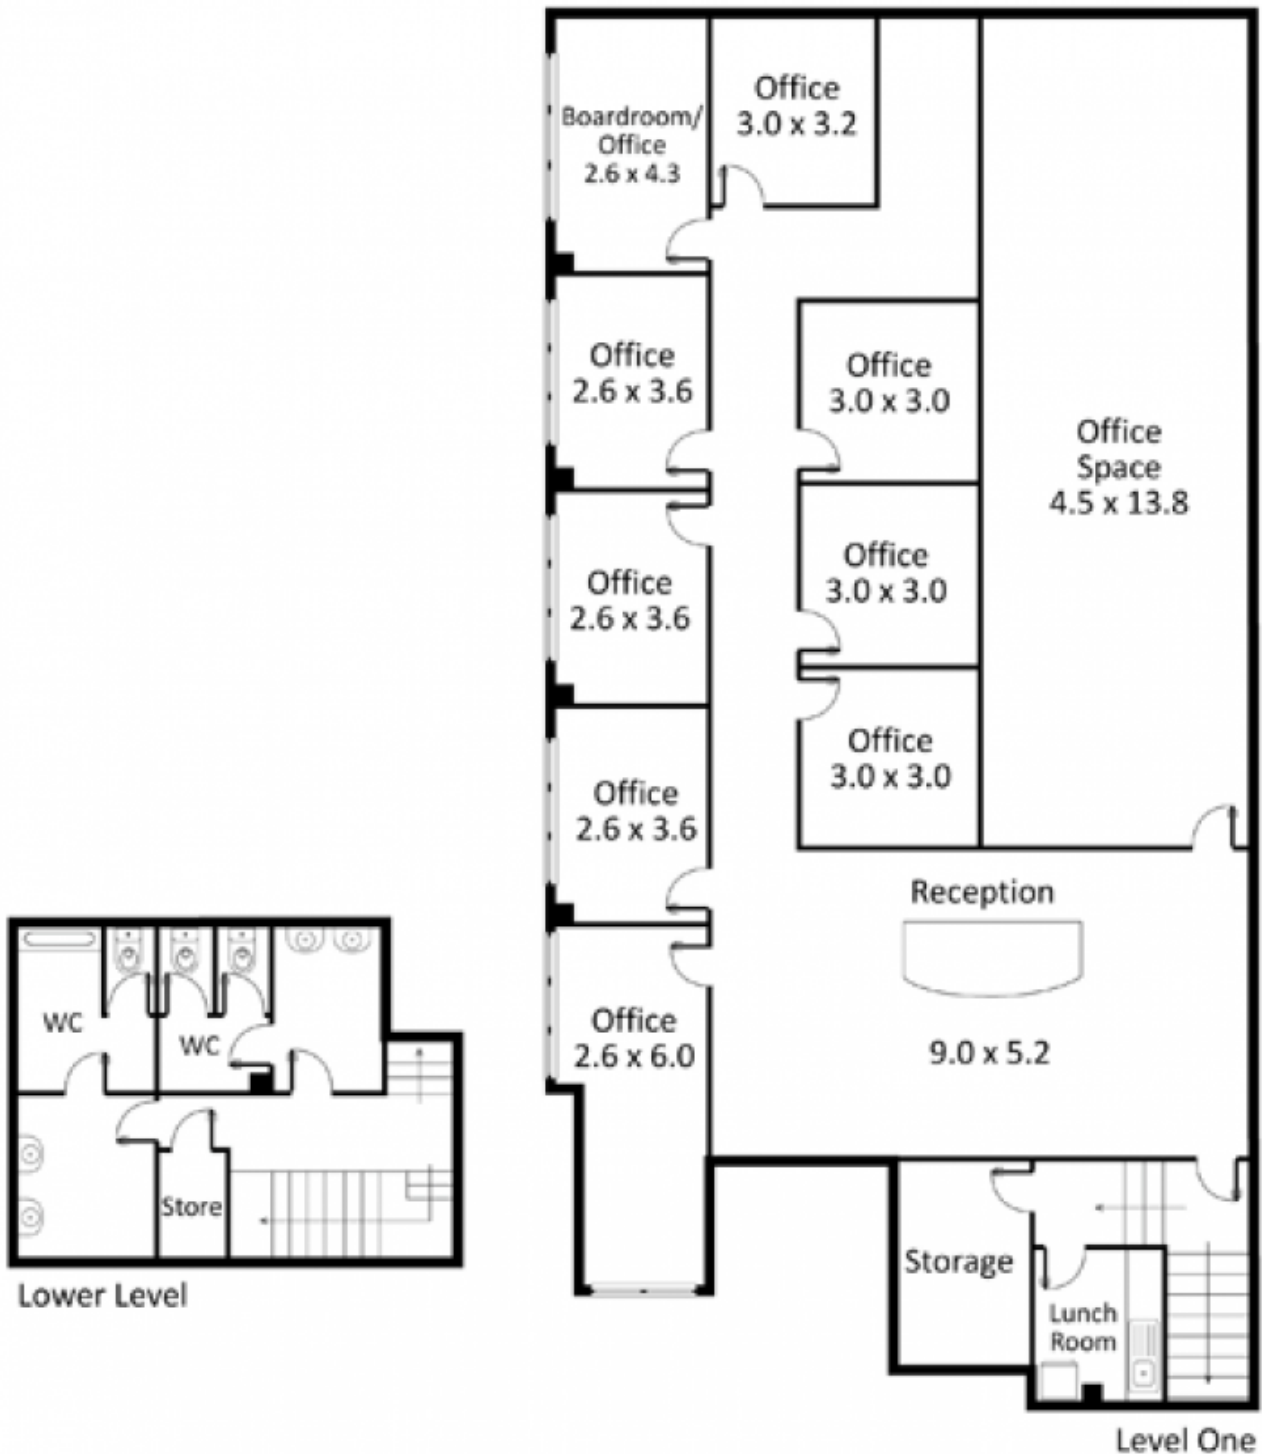 Office
3.0 x 3.2
Boardroom/
Office
2.6 x 4.3
Office
2.6 x 3.6
Office
3.0 x 3.0
Office
Space
4.5 x 13.8
Office
2.6 x 3.6
Office
3.0 x 3.0
Office
2.6 x 3.6
Office
3.0 x 3.0
Reception
9.0 x 5.2
Office
2.6 x 6.0
WC
WC
Store
Lower Level
Storage
Lunch
Room
Level One